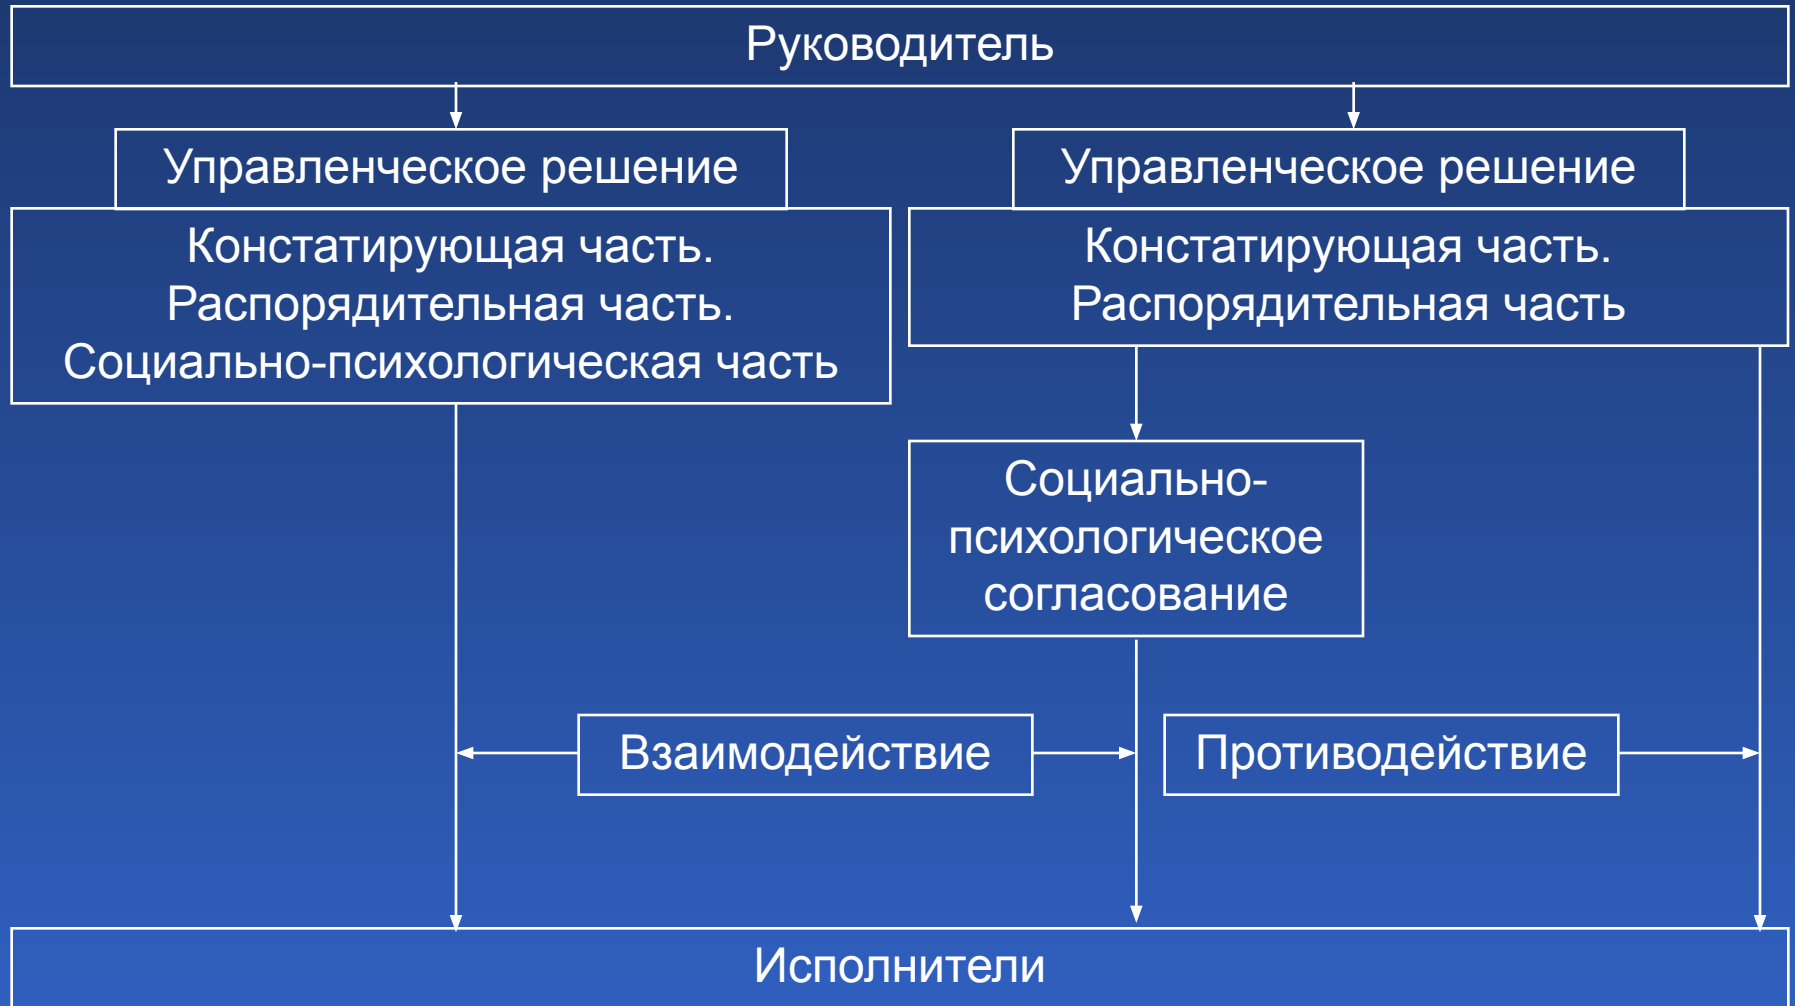 Руководитель
Управленческое решение
Управленческое решение
Констатирующая часть.
Распорядительная часть.
Социально-психологическая часть
Констатирующая часть.
Распорядительная часть
Социально-
психологическое
согласование
Взаимодействие
Противодействие
Исполнители